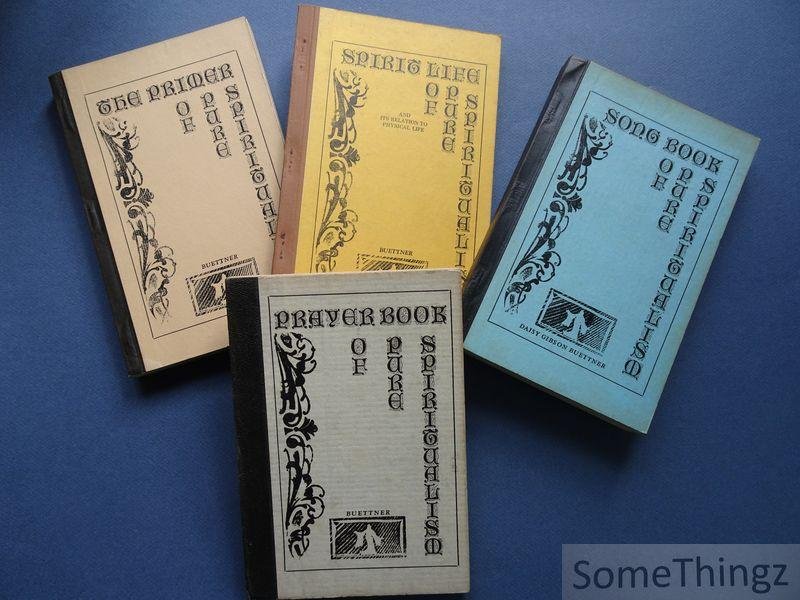 THE PRIMER
OF
PURE
SPIRITUAL
BUETTNER
SPIRIT LIFE
OF
PURE
SPIRITUALI
AND
ITS RELATION TO
PHYSICAL LIFE
BUETTNER
SONG BOOK
OF
PURE
SPIRITUALISM
DAISY GIBSON BUETTNER
PRAYER BOOK
OF
PURE
SPIRITUALISM
BUETTNER
SomeThingz